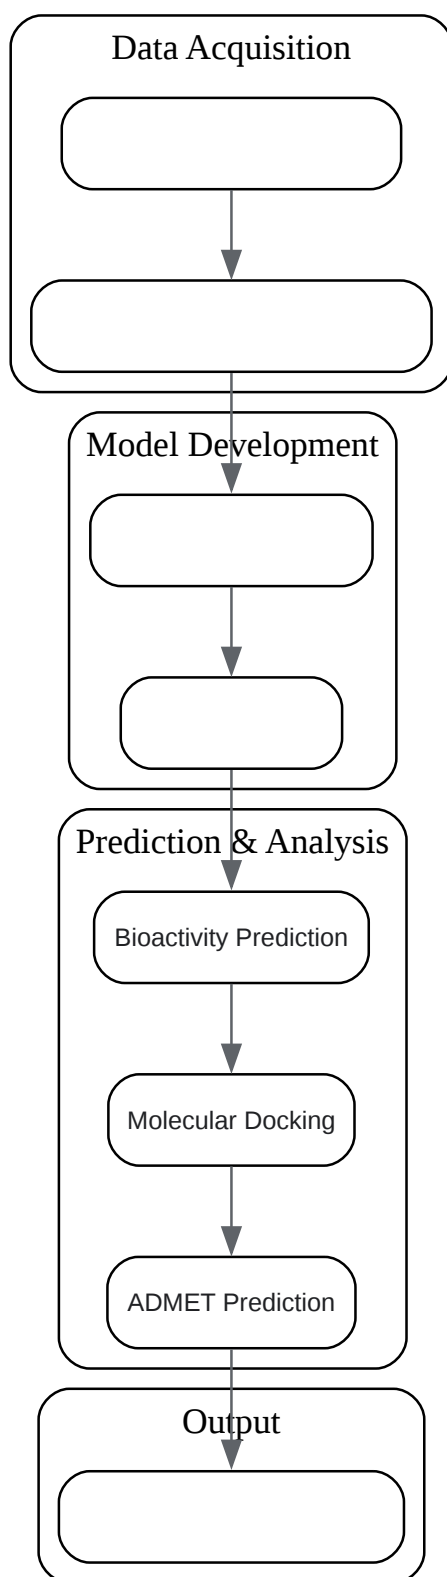 Data Acquisition
Model Development
Prediction & Analysis
Bioactivity Prediction
Molecular Docking
ADMET Prediction
Output